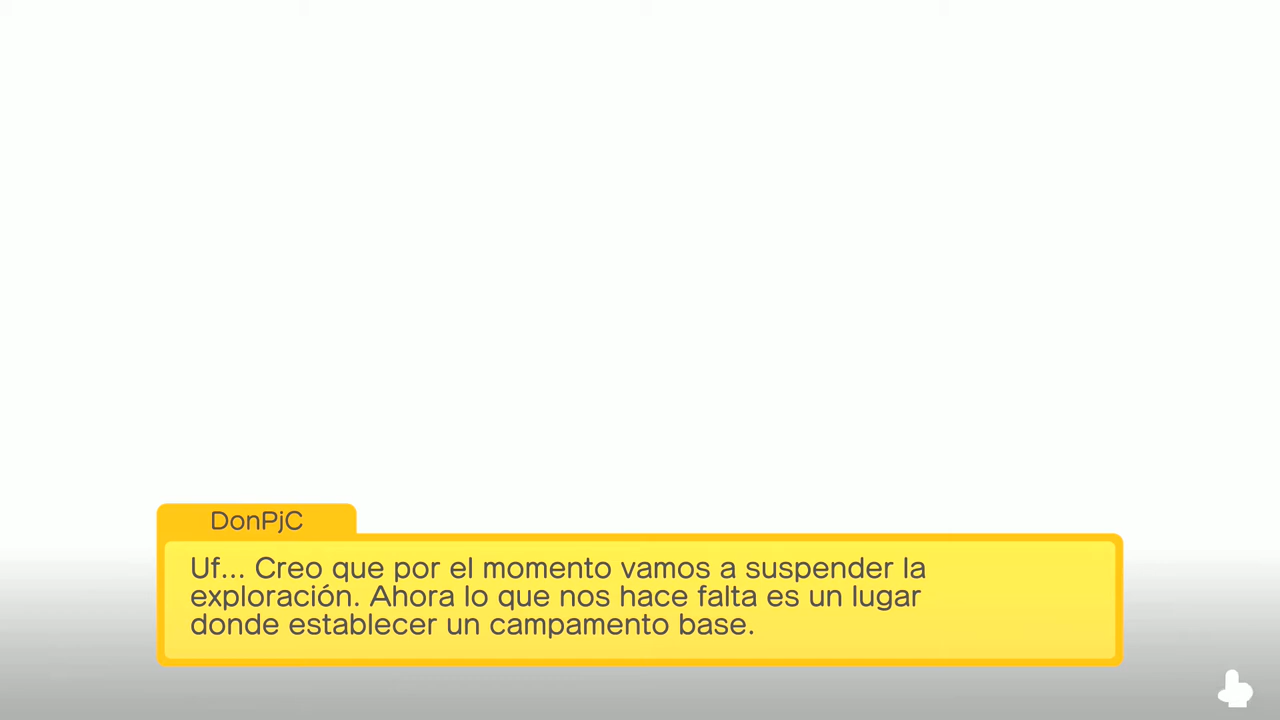 DonPjC
Uf... Creo que por el momento vamos a suspender la
exploración. Ahora lo que nos hace falta es un lugar
donde establecer un campamento base.